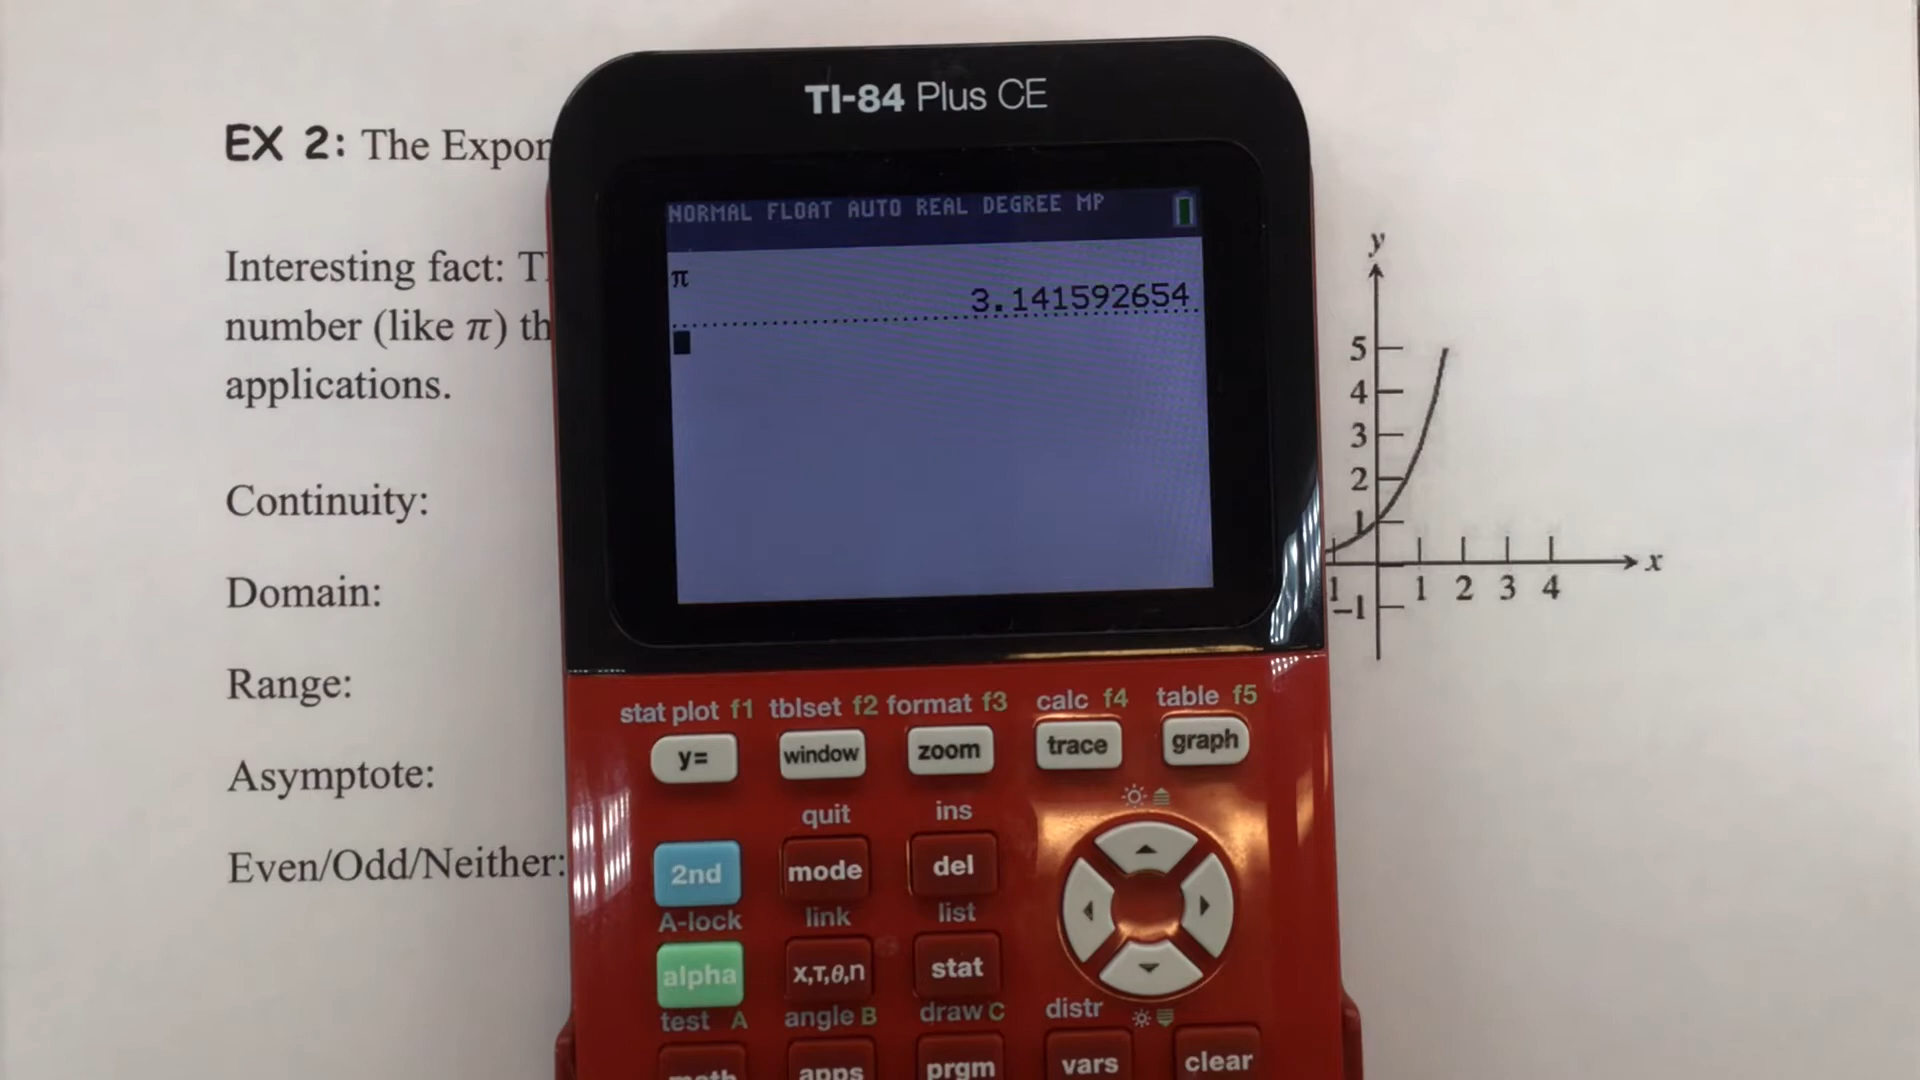 TI-84 Plus CE
EX 2: The Expon
NORMAL FLOAT AUTO REAL DEGREE MP
π
3.141592654
Interesting fact: T
number (like π) th
applications.
Continuity:
Domain:
Range:
Asymptote:
Even/Odd/Neither:
y
5
4
3
2
1
x
1 1 2 3 4
-1
stat plot f1 tblset f2 format f3 calc f4 table f5
y= window zoom trace graph
quit ins
2nd mode del
A-lock link list
alpha X,T,θ,n stat
test A angle B draw C distr
math apps prgm vars clear